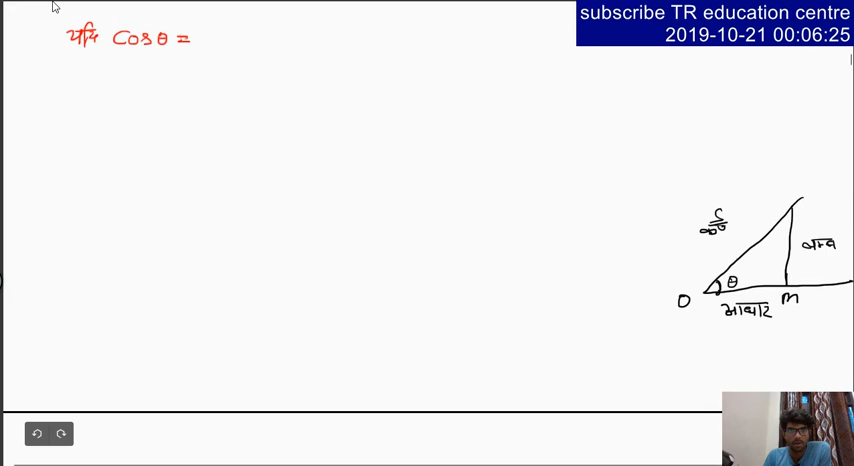 subscribe TR education centre
2019-10-21 00:06:25
यदि Cosθ =
कर्ण
लम्ब
θ
O
M
आधार